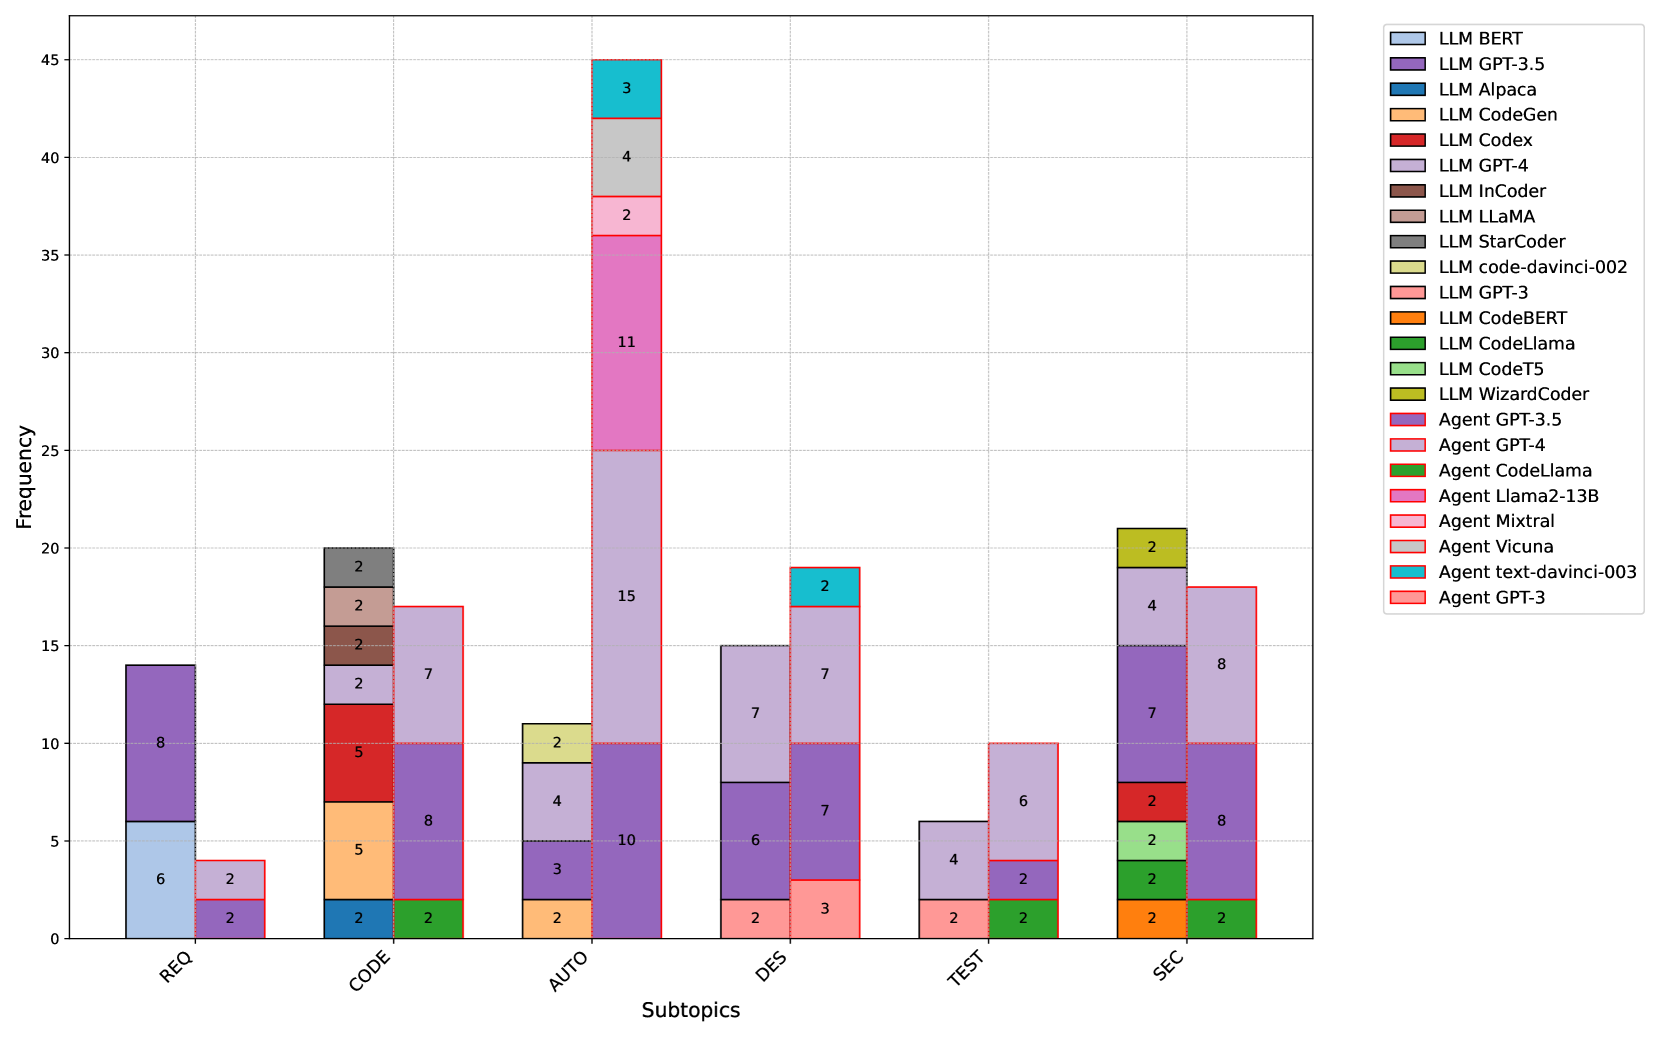 45
40
35
30
25
20
15
10
5
0
Frequency
8
6
2
2
2
2
2
2
5
5
2
7
8
2
2
4
3
2
3
4
2
11
15
10
7
6
2
2
7
7
3
4
2
6
2
2
2
4
7
2
2
2
2
8
8
2
REQ
CODE
AUTO
DES
TEST
SEC
Subtopics
LLM BERT
LLM GPT-3.5
LLM Alpaca
LLM CodeGen
LLM Codex
LLM GPT-4
LLM InCoder
LLM LLaMA
LLM StarCoder
LLM code-davinci-002
LLM GPT-3
LLM CodeBERT
LLM CodeLlama
LLM CodeT5
LLM WizardCoder
Agent GPT-3.5
Agent GPT-4
Agent CodeLlama
Agent Llama2-13B
Agent Mixtral
Agent Vicuna
Agent text-davinci-003
Agent GPT-3